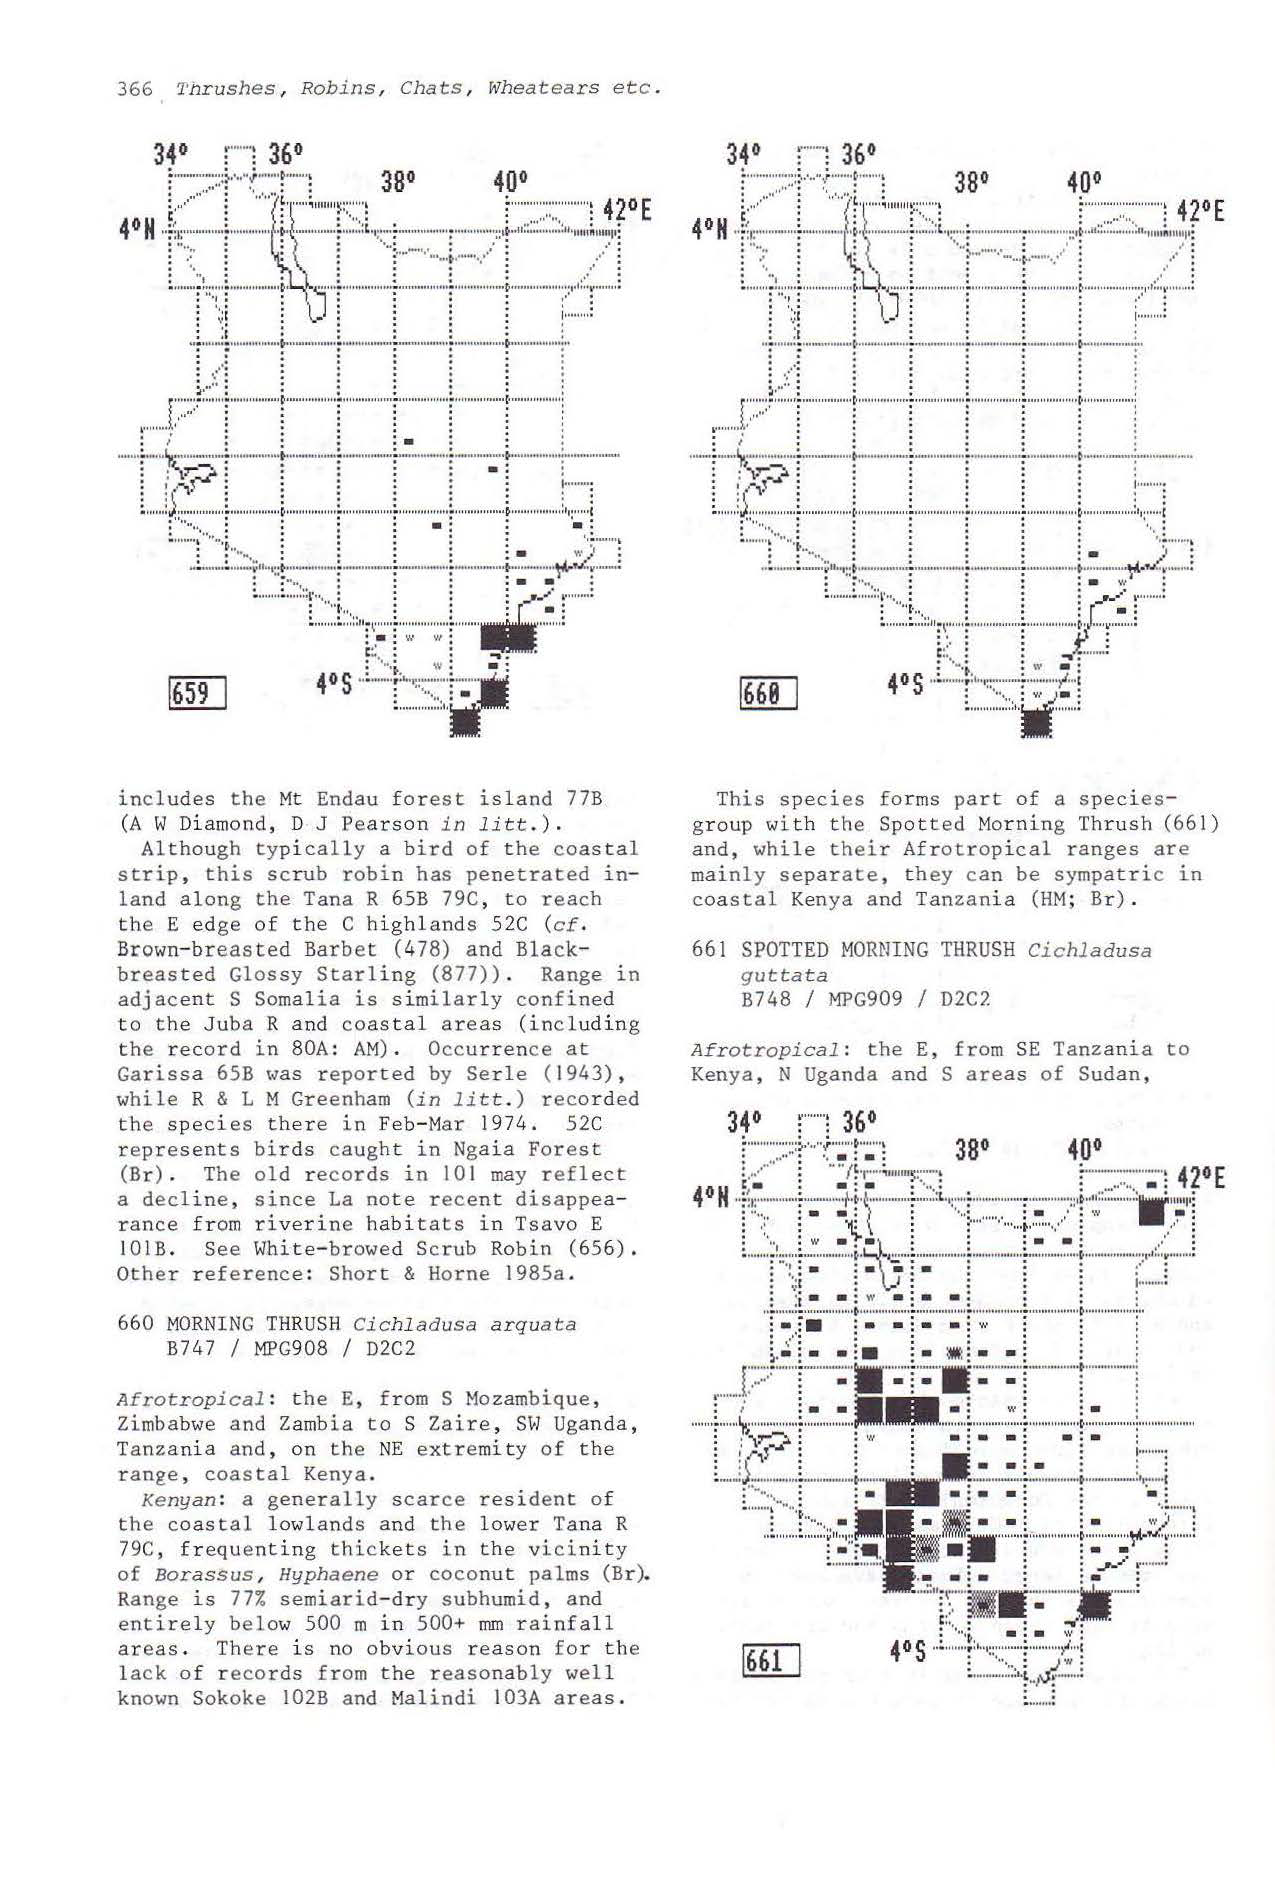 366 Thrushes, Robins, Chats, Wheatears etc.
34° 36°
38° 40°
42°E
4°N
4°S
659
34° 36°
38° 40°
42°E
4°N
4°S
660
includes the Mt Endau forest island 77B
(A W Diamond, D J Pearson in litt.).
Although typically a bird of the coastal
strip, this scrub robin has penetrated in-
land along the Tana R 65B 79C, to reach
the E edge of the C highlands 52C (cf.
Brown-breasted Barbet (478) and Black-
breasted Glossy Starling (877)). Range in
adjacent S Somalia is similarly confined
to the Juba R and coastal areas (including
the record in 80A: AM). Occurrence at
Garissa 65B was reported by Serle (1943),
while R & L M Greenham (in litt.) recorded
the species there in Feb-Mar 1974. 52C
represents birds caught in Ngaia Forest
(Br). The old records in 101 may reflect
a decline, since La note recent disappea-
rance from riverine habitats in Tsavo E
101B. See White-browed Scrub Robin (656).
Other reference: Short & Horne 1985a.
660 MORNING THRUSH Cichladusa arquata
B747 / MPG908 / D2C2
Afrotropical: the E, from S Mozambique,
Zimbabwe and Zambia to S Zaire, SW Uganda,
Tanzania and, on the NE extremity of the
range, coastal Kenya.
Kenyan: a generally scarce resident of
the coastal lowlands and the lower Tana R
79C, frequenting thickets in the vicinity
of Borassus, Hyphaene or coconut palms (Br).
Range is 77% semiarid-dry subhumid, and
entirely below 500 m in 500+ mm rainfall
areas. There is no obvious reason for the
lack of records from the reasonably well
known Sokoke 102B and Malindi 103A areas.
This species forms part of a species-
group with the Spotted Morning Thrush (661)
and, while their Afrotropical ranges are
mainly separate, they can be sympatric in
coastal Kenya and Tanzania (HM; Br).
661 SPOTTED MORNING THRUSH Cichladusa
guttata
B748 / MPG909 / D2C2
Afrotropical: the E, from SE Tanzania to
Kenya, N Uganda and S areas of Sudan,
34° 36°
38° 40°
42°E
4°N
4°S
661